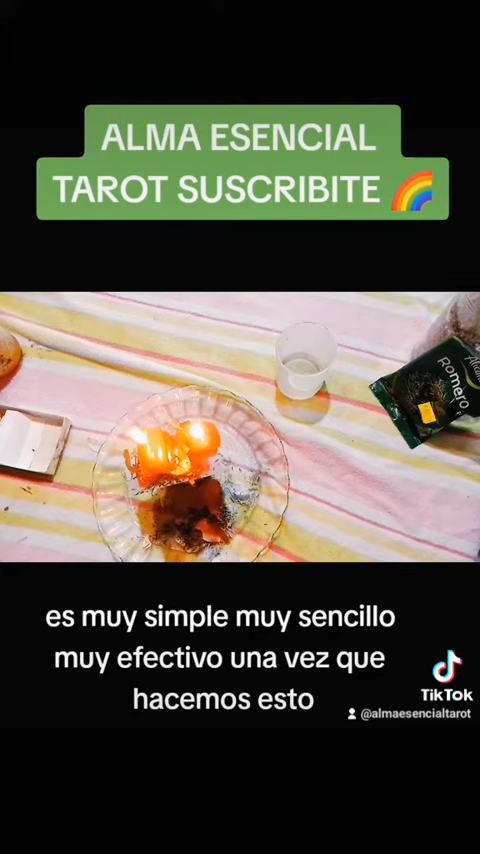 ALMA ESENCIAL
TAROT SUSCRIBITE 🌈
Romero
es muy simple muy sencillo
muy efectivo una vez que
hacemos esto
TikTok
@almaesencialtarot